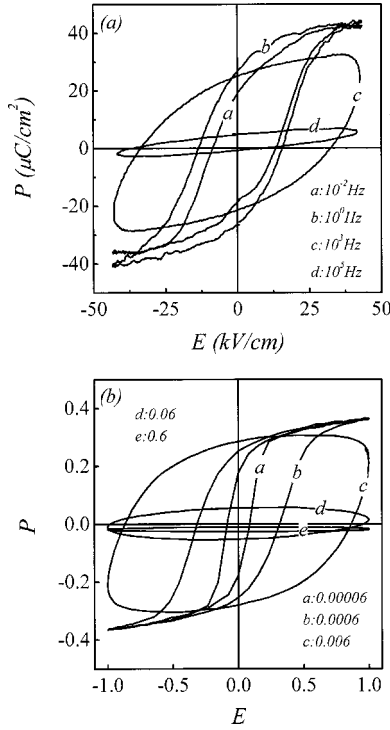 (a)
b
a
c
d
a:10⁻²Hz
b:10⁰Hz
c:10³Hz
d:10⁵Hz
40
20
0
-20
-40
P (μC/cm²)
-50
-25
0
25
50
E (kV/cm)
(b)
d:0.06
e:0.6
a
b
c
d
e
a:0.00006
b:0.0006
c:0.006
0.4
0.2
0.0
-0.2
-0.4
P
-1.0
-0.5
0.0
0.5
1.0
E